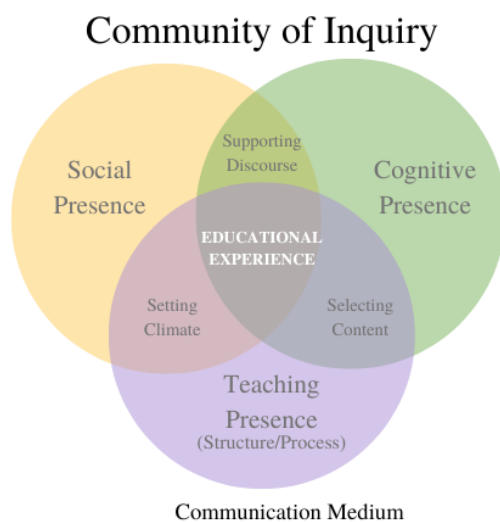 Community of Inquiry
Supporting
Discourse
Social
Presence
Cognitive
Presence
EDUCATIONAL
EXPERIENCE
Setting
Climate
Selecting
Content
Teaching
Presence
(Structure/Process)
Communication Medium